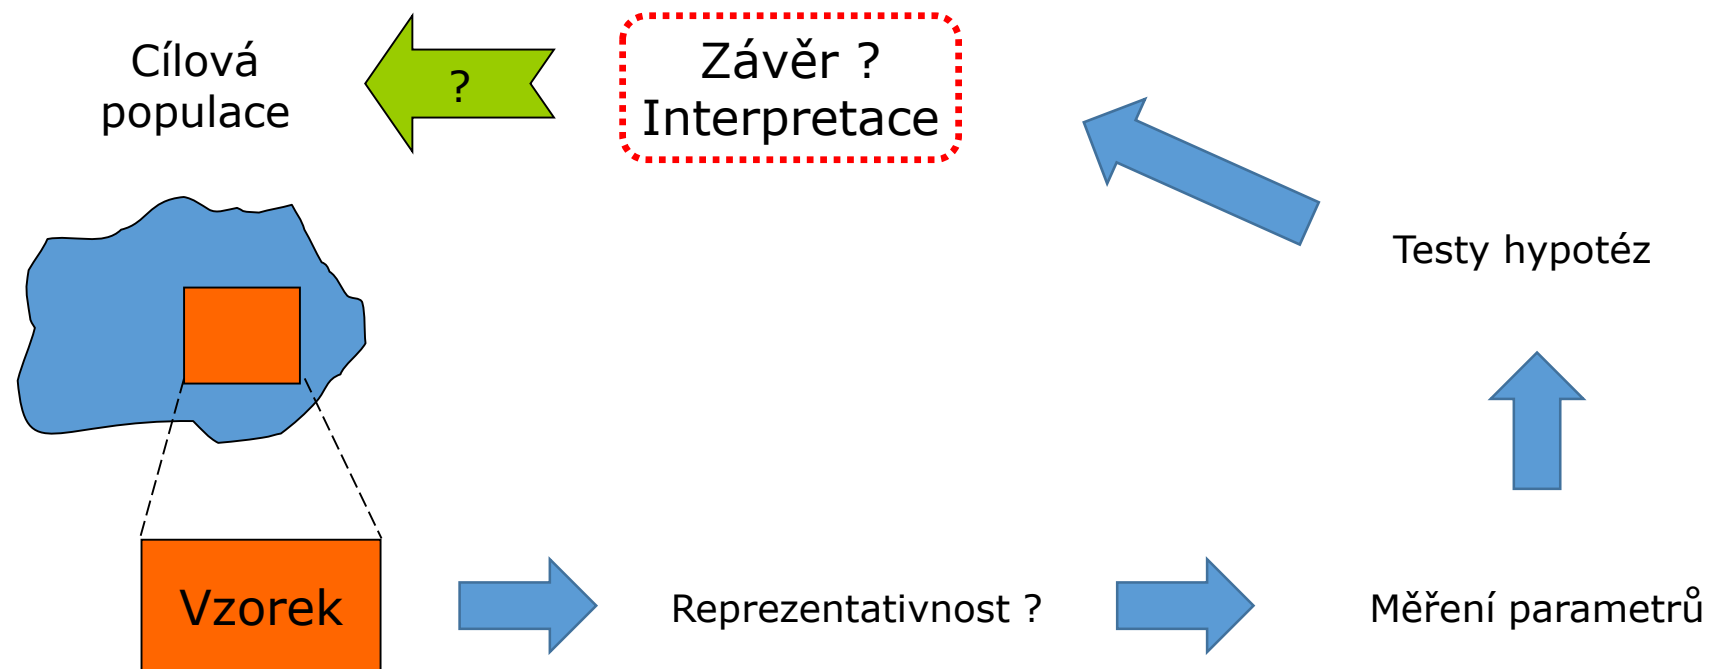 Cílová
populace
?
Závěr ?
Interpretace
Testy hypotéz
Vzorek
Reprezentativnost ?
Měření parametrů